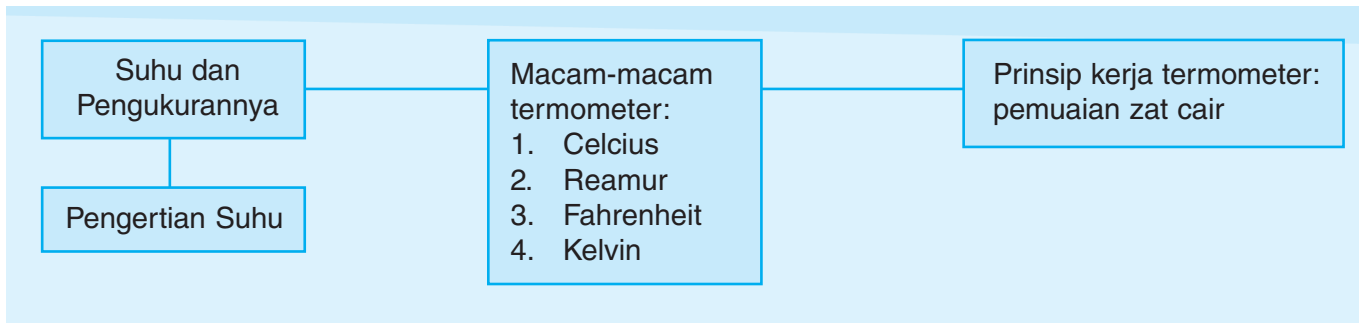 Suhu dan
Pengukurannya
Pengertian Suhu
Macam-macam
termometer:
1. Celcius
2. Reamur
3. Fahrenheit
4. Kelvin
Prinsip kerja termometer:
pemuaian zat cair